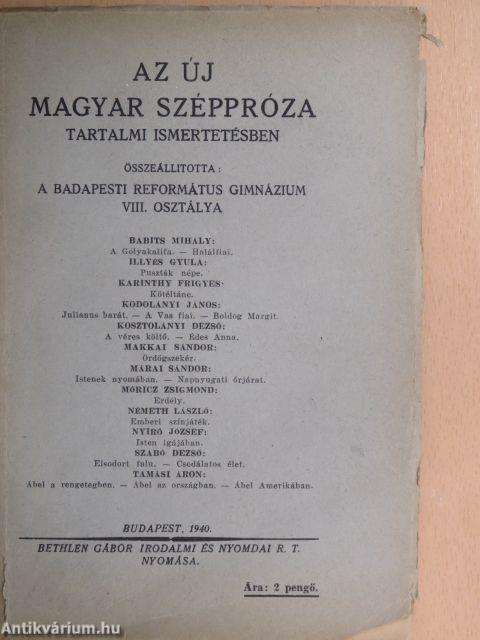 AZ ÚJ
MAGYAR SZÉPPRÓZA
TARTALMI ISMERTETÉSBEN
ÖSSZEÁLLITOTTA:
A BADAPESTI REFORMÁTUS GIMNÁZIUM
VIII. OSZTÁLYA
BABITS MIHÁLY:
A Gólyakalifa. — Halálfiai.
ILLYÉS GYULA:
Puszták népe.
KARINTHY FRIGYES:
Kötéltánc.
KODOLÁNYI JÁNOS:
Julianus barát. — A Vas fiai. — Boldog Margit.
KOSZTOLÁNYI DEZSŐ:
A véres költő. — Édes Anna.
MAKKAI SÁNDOR:
Ördögszekér.
MÁRAI SÁNDOR:
Istenek nyomában. — Napnyugati őrjárat.
MÓRICZ ZSIGMOND:
Erdély.
NÉMETH LÁSZLÓ:
Emberi színjáték.
NYIRŐ JÓZSEF:
Isten igájában.
SZABÓ DEZSŐ:
Elsodort falu. — Csodálatos élet.
TAMÁSI ÁRON:
Ábel a rengetegben. — Ábel az országban. — Ábel Amerikában.
BUDAPEST, 1940.
BETHLEN GÁBOR IRODALMI ÉS NYOMDAI R. T.
NYOMÁSA.
Ára: 2 pengő.
Antikvárium.hu